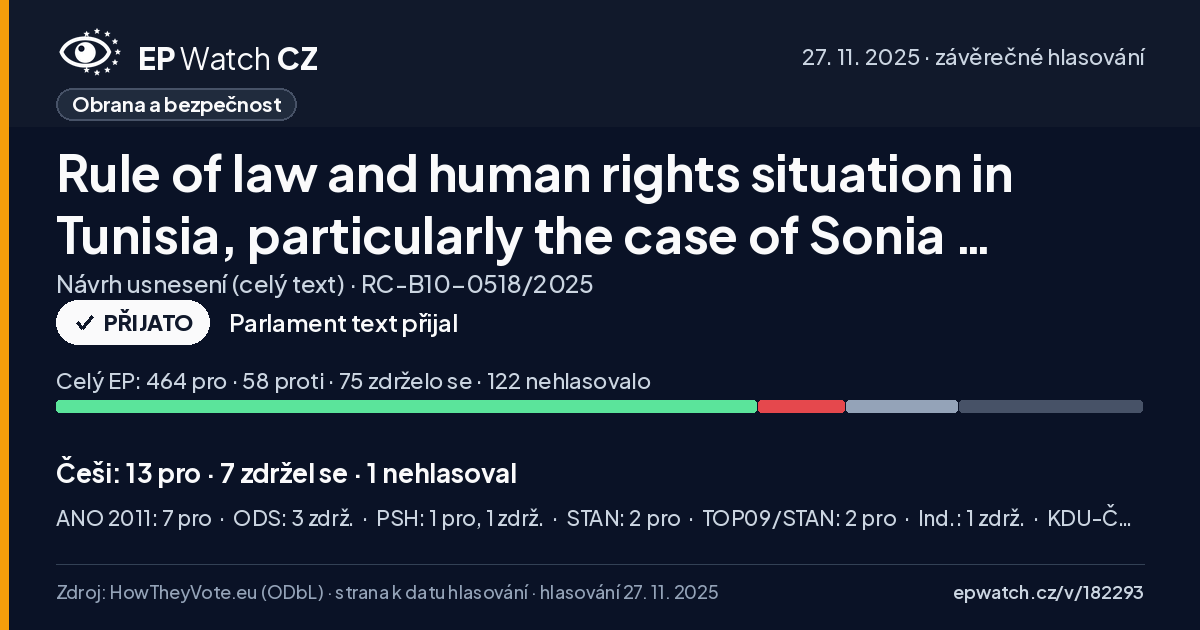 EP Watch CZ
27. 11. 2025 · závěrečné hlasování
Obrana a bezpečnost
Rule of law and human rights situation in
Tunisia, particularly the case of Sonia …
Návrh usnesení (celý text) · RC-B10-0518/2025
✓ PŘIJATO Parlament text přijal
Celý EP: 464 pro · 58 proti · 75 zdrželo se · 122 nehlasovalo
Češi: 13 pro · 7 zdržel se · 1 nehlasoval
ANO 2011: 7 pro · ODS: 3 zdrž. · PSH: 1 pro, 1 zdrž. · STAN: 2 pro · TOP09/STAN: 2 pro · Ind.: 1 zdrž. · KDU-Č…
Zdroj: HowTheyVote.eu (ODbL) · strana k datu hlasování · hlasování 27. 11. 2025
epwatch.cz/v/182293